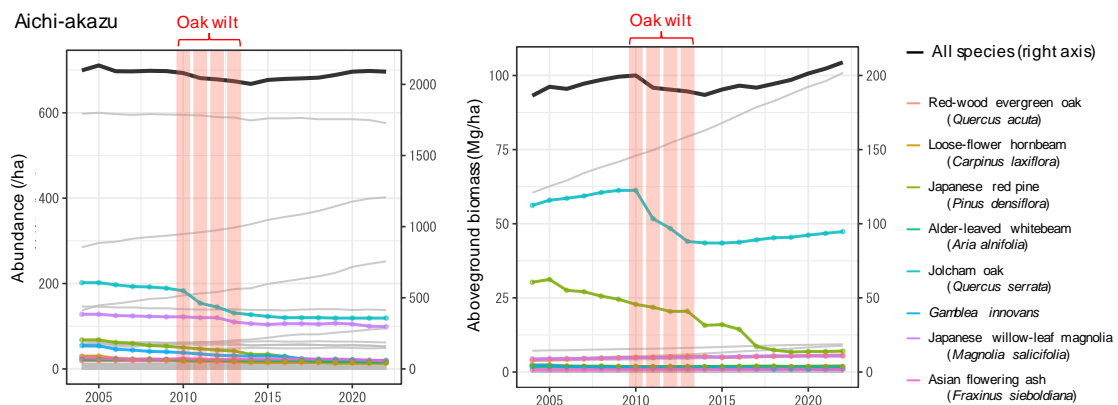 Aichi-akazu
Oak wilt
Oak wilt
Abundance (/ha)
600
400
200
0
2000
1500
1000
500
0
2005
2010
2015
2020
Aboveground biomass (Mg/ha)
100
75
50
25
0
200
150
100
50
0
2005
2010
2015
2020
All species (right axis)
Red-wood evergreen oak
(Quercus acuta)
Loose-flower hornbeam
(Carpinus laxiflora)
Japanese red pine
(Pinus densiflora)
Alder-leaved whitebeam
(Aria alnifolia)
Jolcham oak
(Quercus serrata)
Gamblea innovans
Japanese willow-leaf magnolia
(Magnolia salicifolia)
Asian flowering ash
(Fraxinus sieboldiana)